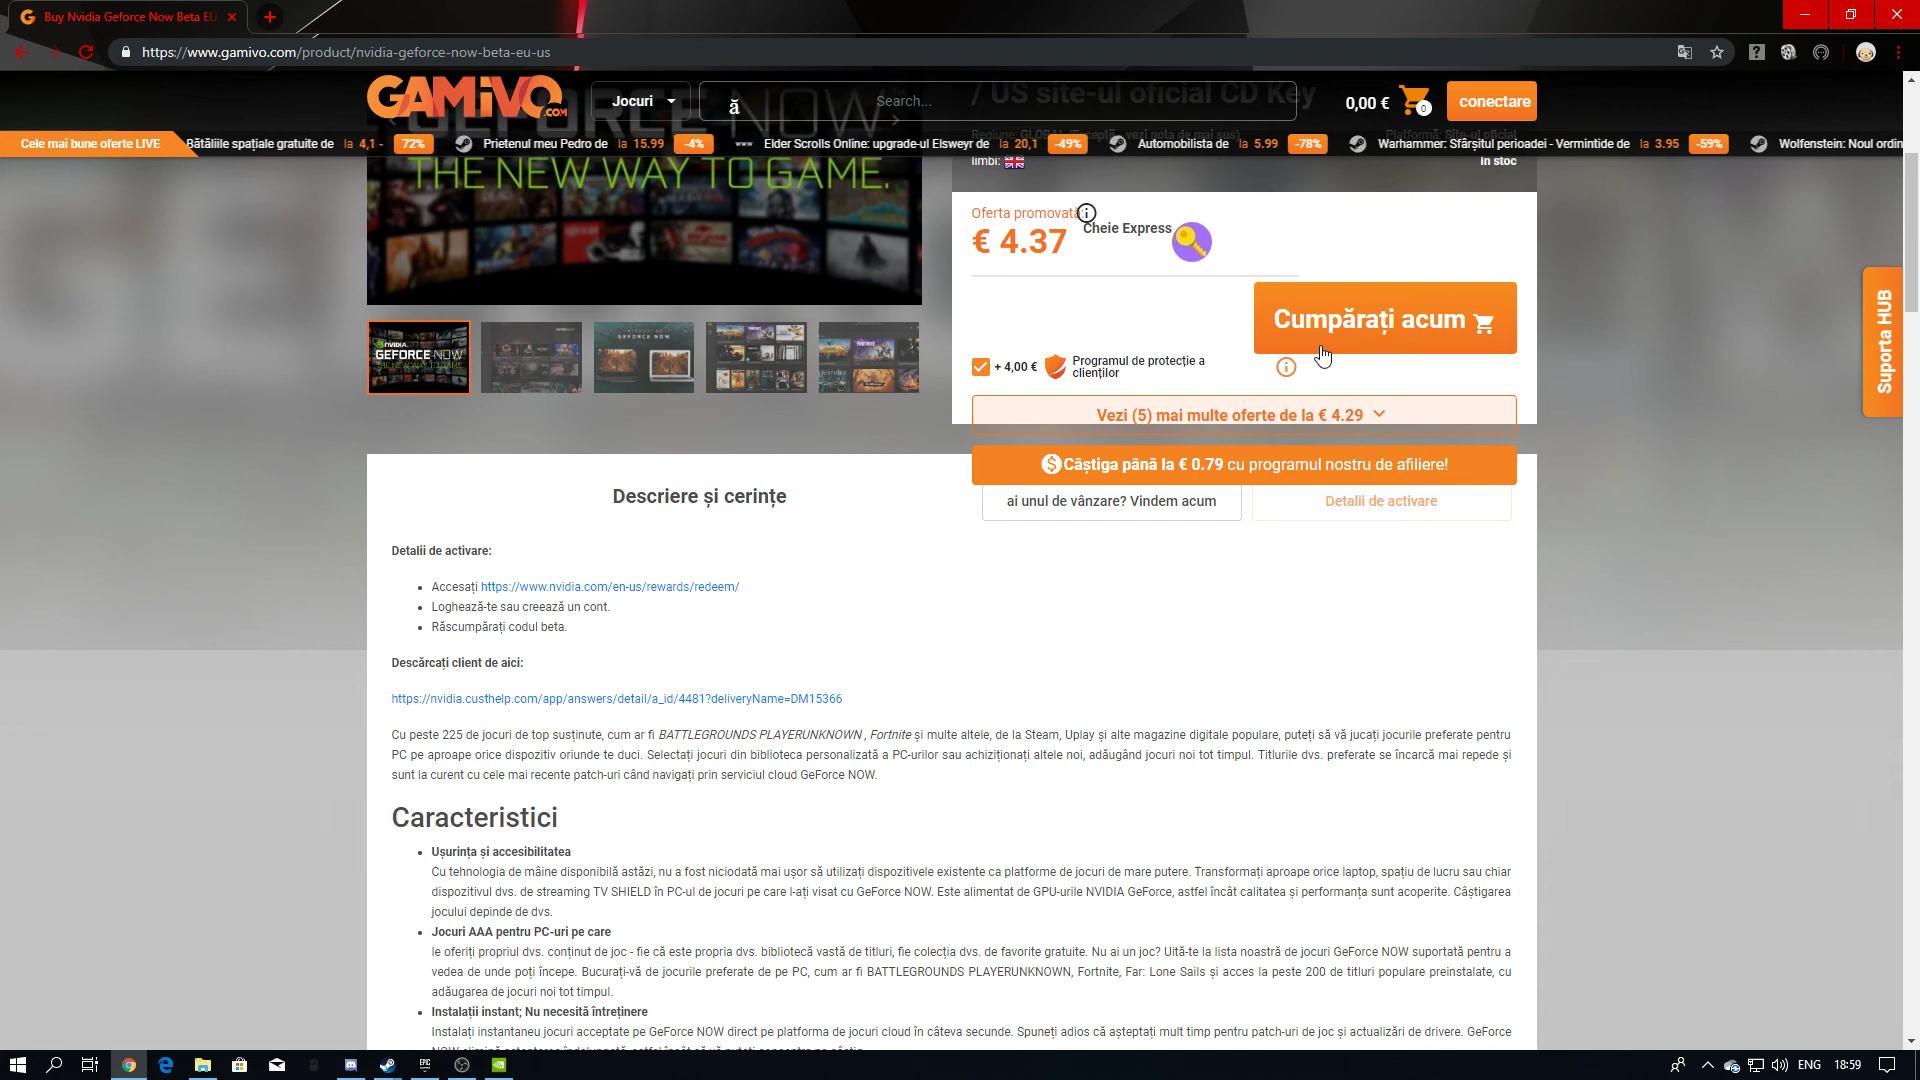 Buy Nvidia Geforce Now Beta EU
https://www.gamivo.com/product/nvidia-geforce-now-beta-eu-us
GAMIVO.COM
Jocuri
ă
Search...
/ US site-ul oficial CD Key
0,00 €
0
conectare
GEFORCE NOW
Cele mai bune oferte LIVE
Bătăliile spațiale gratuite de la 4,1 - 72%
Prietenul meu Pedro de la 15.99 -4%
Elder Scrolls Online: upgrade-ul Elsweyr de la 20,1 -49%
Automobilista de la 5.99 -78%
Warhammer: Sfârșitul perioadei - Vermintide de la 3.95 -59%
Wolfenstein: Noul ordin
THE NEW WAY TO GAME.
limbi:
În stoc
Oferta promovată
Cheie Express
€ 4.37
Cumpărați acum
+ 4,00 €
Programul de protecție a
clienților
Vezi (5) mai multe oferte de la € 4.29
Câștiga până la € 0.79 cu programul nostru de afiliere!
Suporta HUB
NVIDIA
GEFORCE NOW
THE NEW WAY TO GAME.
INTRODUCING
GEFORCE NOW
Descriere și cerințe
ai unul de vânzare? Vindem acum
Detalii de activare
Detalii de activare:
Accesați https://www.nvidia.com/en-us/rewards/redeem/
Loghează-te sau creează un cont.
Răscumpărați codul beta.
Descărcați client de aici:
https://nvidia.custhelp.com/app/answers/detail/a_id/4481?deliveryName=DM15366
Cu peste 225 de jocuri de top susținute, cum ar fi BATTLEGROUNDS PLAYERUNKNOWN , Fortnite și multe altele, de la Steam, Uplay și alte magazine digitale populare, puteți să vă jucați jocurile preferate pentru
PC pe aproape orice dispozitiv oriunde te duci. Selectați jocuri din biblioteca personalizată a PC-urilor sau achiziționați altele noi, adăugând jocuri noi tot timpul. Titlurile dvs. preferate se încarcă mai repede și
sunt la curent cu cele mai recente patch-uri când navigați prin serviciul cloud GeForce NOW.
Caracteristici
Ușurința și accesibilitatea
Cu tehnologia de mâine disponibilă astăzi, nu a fost niciodată mai ușor să utilizați dispozitivele existente ca platforme de jocuri de mare putere. Transformați aproape orice laptop, spațiu de lucru sau chiar
dispozitivul dvs. de streaming TV SHIELD în PC-ul de jocuri pe care l-ați visat cu GeForce NOW. Este alimentat de GPU-urile NVIDIA GeForce, astfel încât calitatea și performanța sunt acoperite. Câștigarea
jocului depinde de dvs.
Jocuri AAA pentru PC-uri pe care
le oferiți propriul dvs. conținut de joc - fie că este propria dvs. bibliotecă vastă de titluri, fie colecția dvs. de favorite gratuite. Nu ai un joc? Uită-te la lista noastră de jocuri GeForce NOW suportată pentru a
vedea de unde poți începe. Bucurați-vă de jocurile preferate de pe PC, cum ar fi BATTLEGROUNDS PLAYERUNKNOWN, Fortnite, Far: Lone Sails și acces la peste 200 de titluri populare preinstalate, cu
adăugarea de jocuri noi tot timpul.
Instalații instant; Nu necesită întreținere
Instalați instantaneu jocuri acceptate pe GeForce NOW direct pe platforma de jocuri cloud în câteva secunde. Spuneți adios că așteptați mult timp pentru patch-uri de joc și actualizări de drivere. GeForce
ENG
18:59